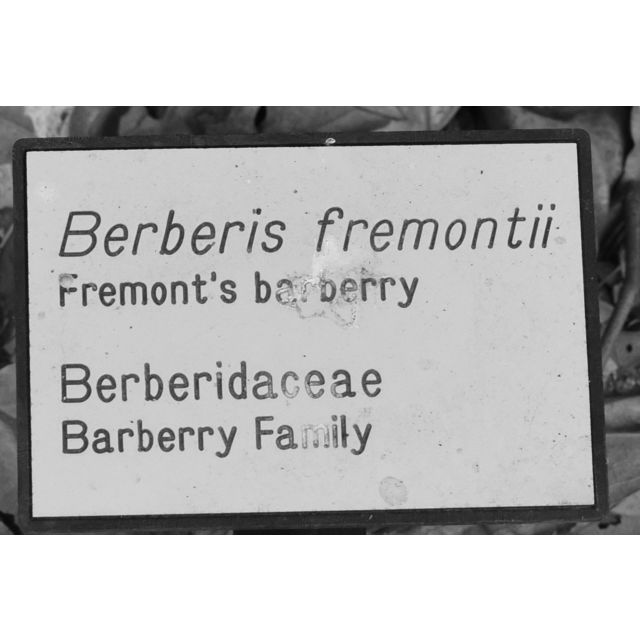 Berberis fremontii
Fremont's barberry
Berberidaceae
Barberry Family